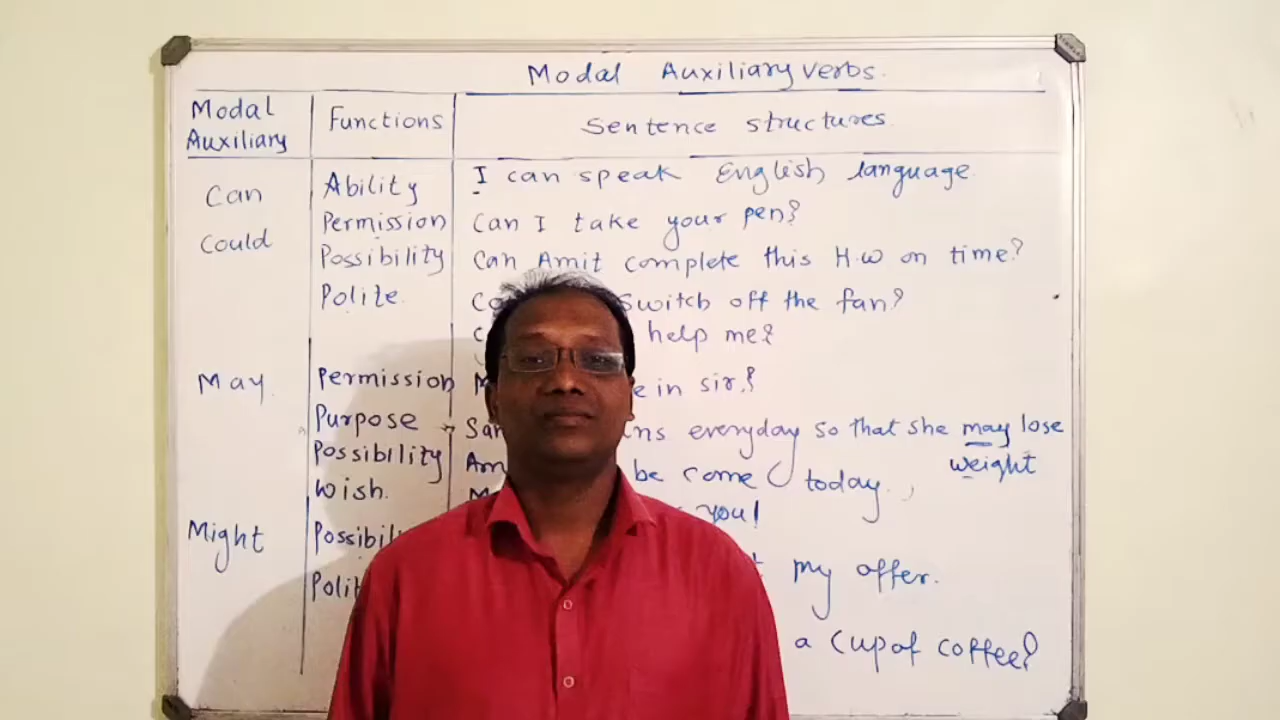 Modal Auxiliary verbs.
Modal Auxiliary
Functions
Sentence structures.
Can
Ability
I can speak English language.
Permission
Can I take your pen?
Could
Possibility
Can Amit complete this H.W on time?
Polite.
Switch off the fan?
help me?
May
Permission
in sir?
Purpose
everyday so that she may lose
weight
Possibility
be come today.
Wish.
you!
Might
my offer.
a cup of coffee?